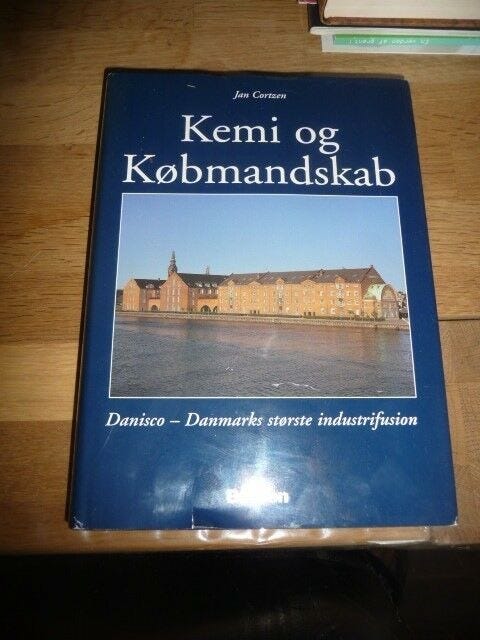 Jan Cortzen
Kemi og
Købmandskab
Danisco – Danmarks største industrifusion